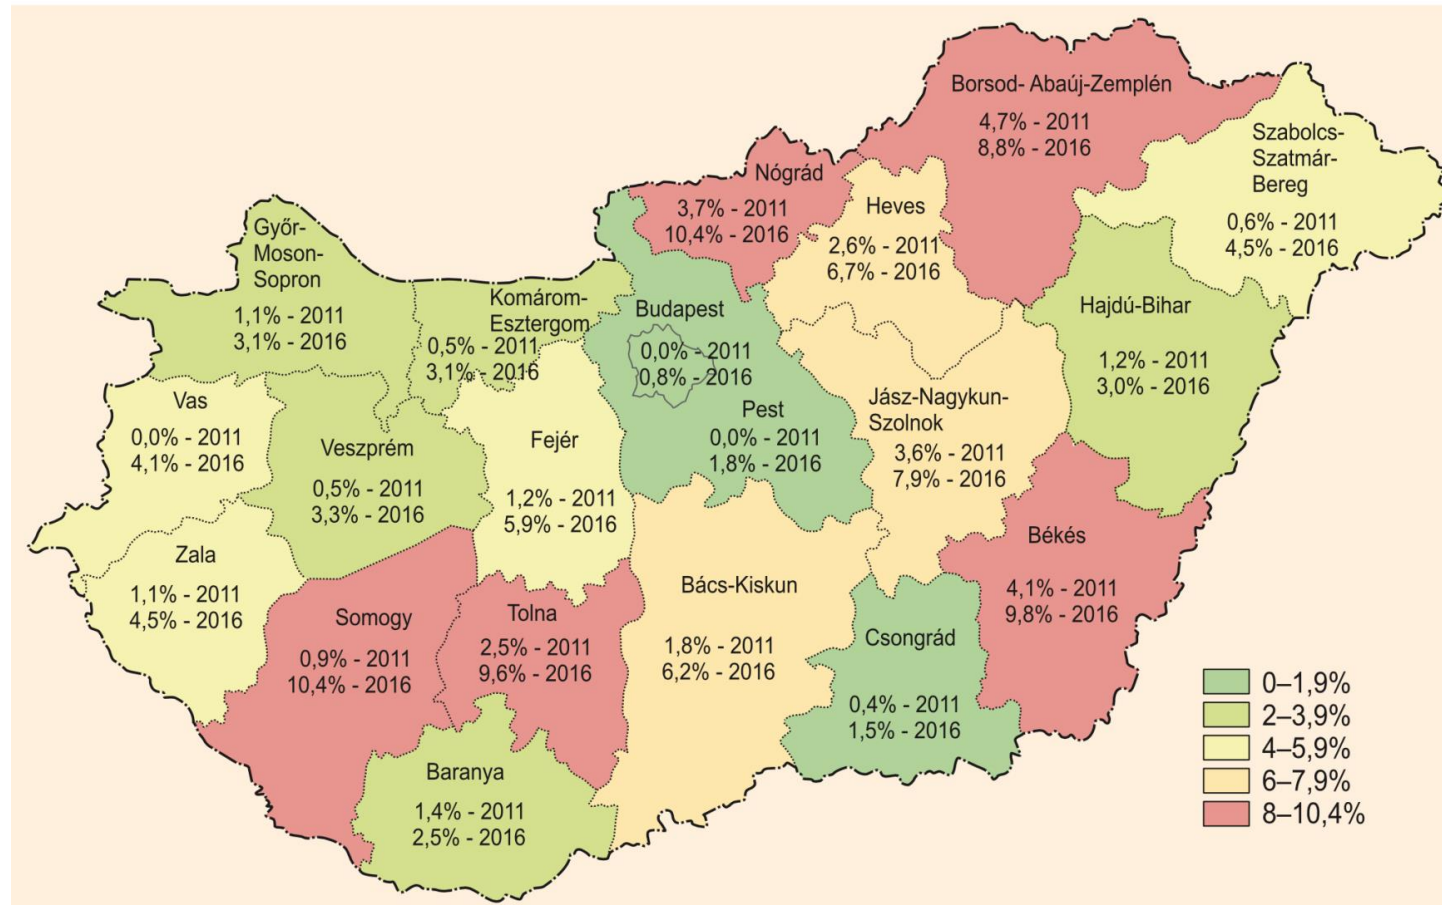 Borsod- Abaúj-Zemplén
4,7% - 2011
8,8% - 2016
Szabolcs-
Szatmár-
Bereg
0,6% - 2011
4,5% - 2016
Nógrád
3,7% - 2011
10,4% - 2016
Heves
2,6% - 2011
6,7% - 2016
Győr-
Moson-
Sopron
1,1% - 2011
3,1% - 2016
Komárom-
Esztergom
0,5% - 2011
3,1% - 2016
Budapest
0,0% - 2011
0,8% - 2016
Pest
0,0% - 2011
1,8% - 2016
Hajdú-Bihar
1,2% - 2011
3,0% - 2016
Jász-Nagykun-
Szolnok
3,6% - 2011
7,9% - 2016
Vas
0,0% - 2011
4,1% - 2016
Veszprém
0,5% - 2011
3,3% - 2016
Fejér
1,2% - 2011
5,9% - 2016
Zala
1,1% - 2011
4,5% - 2016
Somogy
0,9% - 2011
10,4% - 2016
Tolna
2,5% - 2011
9,6% - 2016
Bács-Kiskun
1,8% - 2011
6,2% - 2016
Békés
4,1% - 2011
9,8% - 2016
Csongrád
0,4% - 2011
1,5% - 2016
Baranya
1,4% - 2011
2,5% - 2016
0–1,9%
2–3,9%
4–5,9%
6–7,9%
8–10,4%